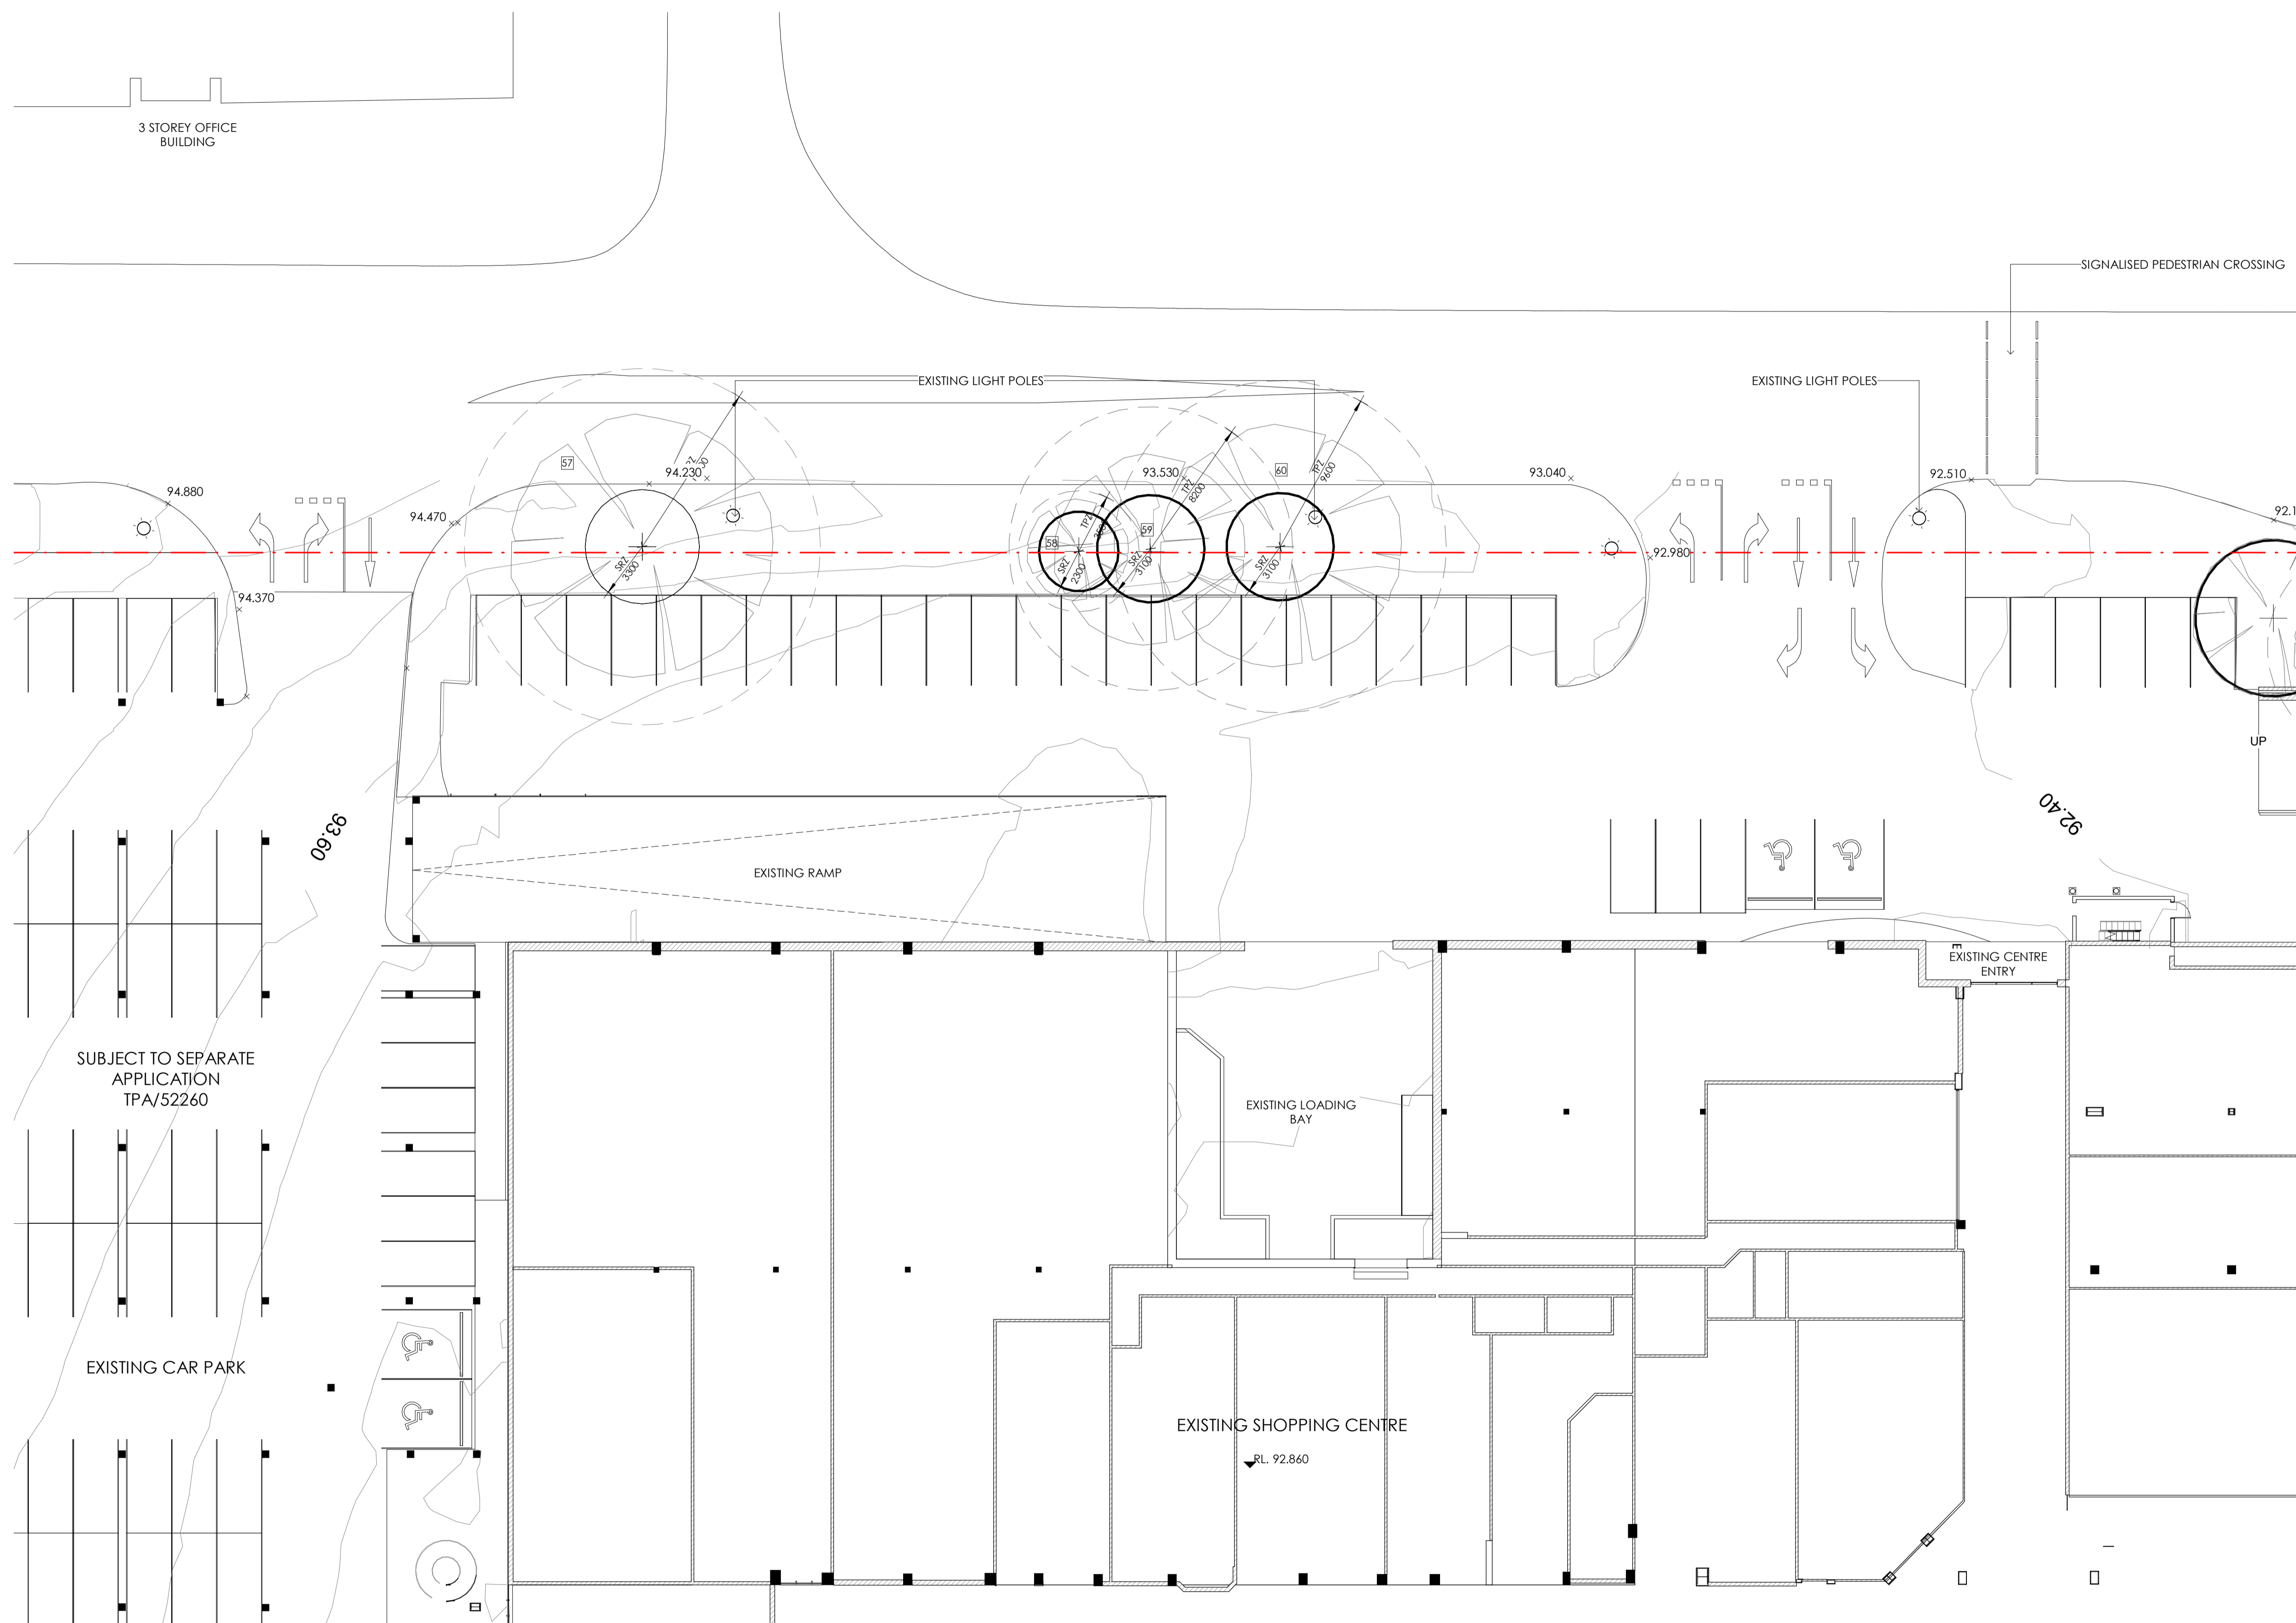 3 STOREY OFFICE
BUILDING
SIGNALISED PEDESTRIAN CROSSING
EXISTING LIGHT POLES
EXISTING LIGHT POLES
57
94.230
93.530
60
TPZ
9600
93.040
92.510
94.880
TPZ
8200
94.470
92.1
58
TPZ
59
92.980
SRZ
3300
SRZ
2300
SRZ
3100
SRZ
3100
94.370
UP
93.60
92.40
EXISTING RAMP
E
EXISTING CENTRE
ENTRY
SUBJECT TO SEPARATE
APPLICATION
TPA/52260
EXISTING LOADING
BAY
EXISTING CAR PARK
EXISTING SHOPPING CENTRE
RL. 92.860